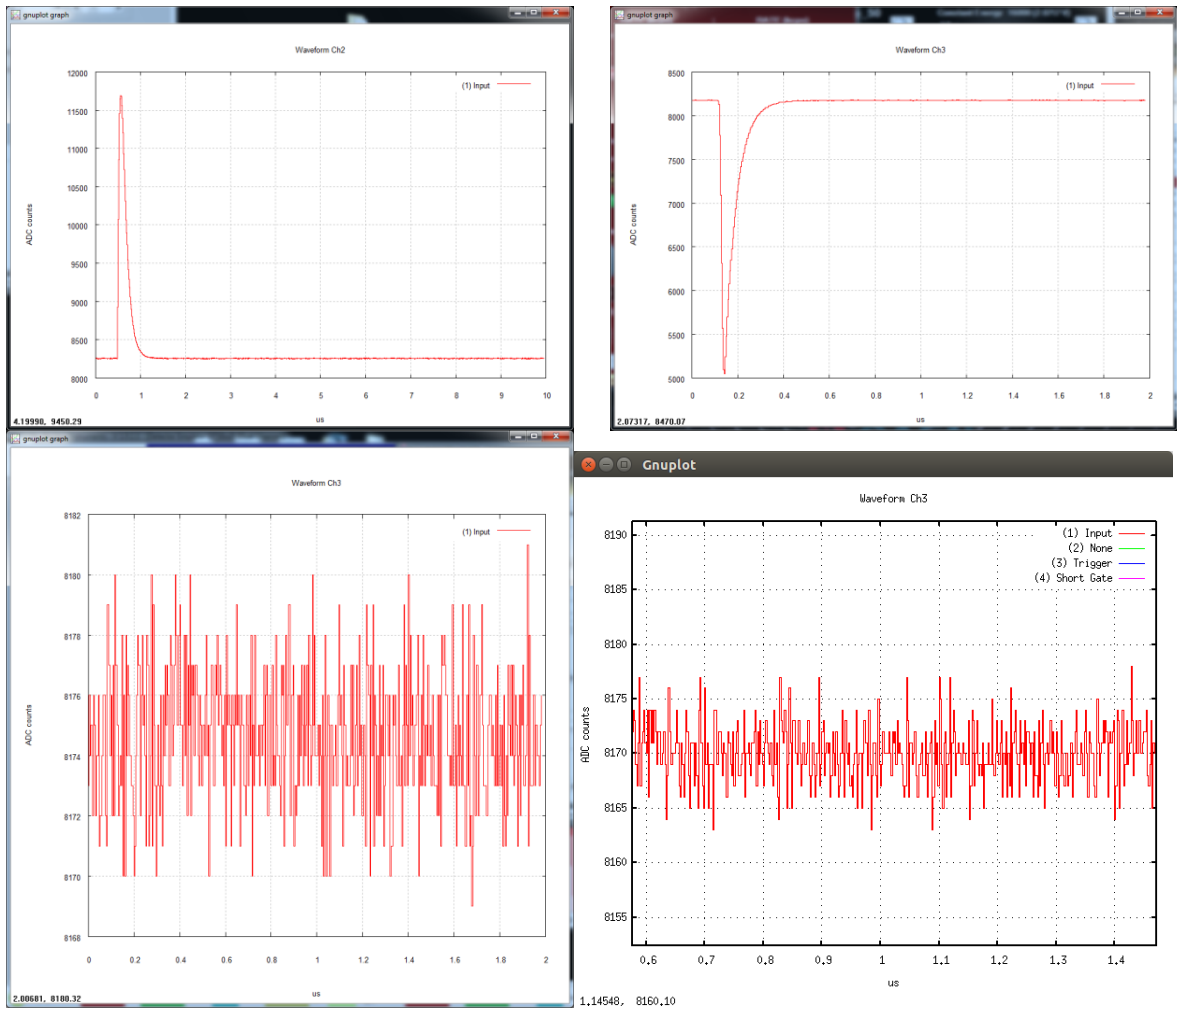 gnuplot graph
Waveform Ch2
(1) Input
12000
11500
11000
10500
10000
9500
9000
8500
8000
ADC counts
0 1 2 3 4 5 6 7 8 9 10
us
4.19990, 9450.29
gnuplot graph
Waveform Ch3
(1) Input
8500
8000
7500
7000
6500
6000
5500
5000
ADC counts
0 0.2 0.4 0.6 0.8 1 1.2 1.4 1.6 1.8 2
us
2.07317, 8470.07
gnuplot graph
Waveform Ch3
(1) Input
8182
8180
8178
8176
8174
8172
8170
8168
ADC counts
0 0.2 0.4 0.6 0.8 1 1.2 1.4 1.6 1.8 2
us
2.00681, 8180.32
Gnuplot
Waveform Ch3
(1) Input
(2) None
(3) Trigger
(4) Short Gate
8190
8185
8180
8175
8170
8165
8160
8155
ADC counts
0.6 0.7 0.8 0.9 1 1.1 1.2 1.3 1.4
us
1.14548, 8160.10